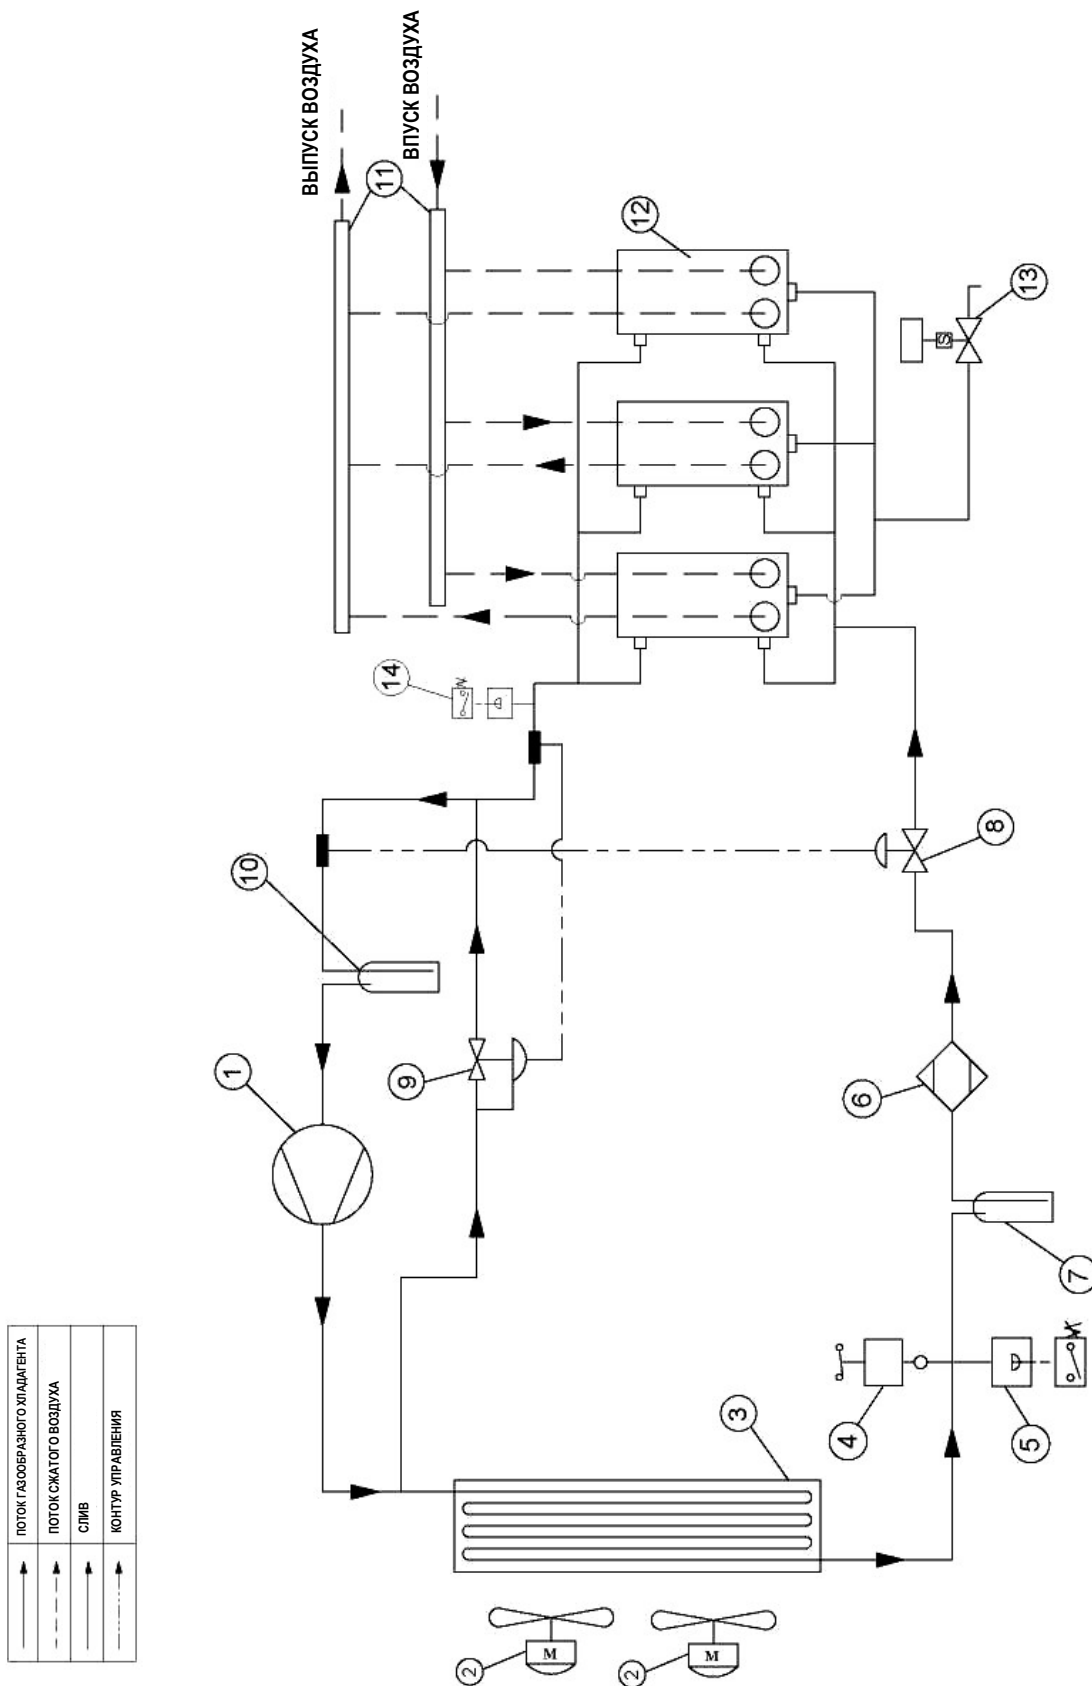 ВЫПУСК ВОЗДУХА
ВПУСК ВОЗДУХА
11
12
13
S
14
10
1
9
8
6
7
4
5
3
2
M
2
M
ПОТОК ГАЗООБРАЗНОГО ХЛАДАГЕНТА
ПОТОК СЖАТОГО ВОЗДУХА
СЛИВ
КОНТУР УПРАВЛЕНИЯ